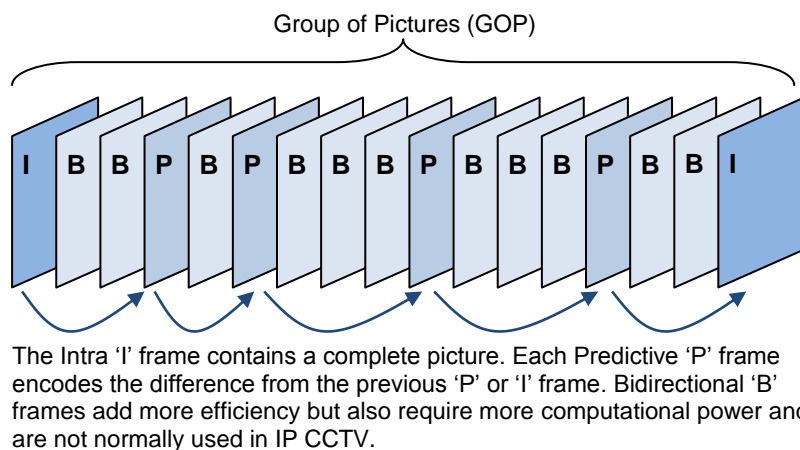 Group of Pictures (GOP)
I B B P B P B B B P B B B P B B I
The Intra ‘I’ frame contains a complete picture. Each Predictive ‘P’ frame
encodes the difference from the previous ‘P’ or ‘I’ frame. Bidirectional ‘B’
frames add more efficiency but also require more computational power and
are not normally used in IP CCTV.